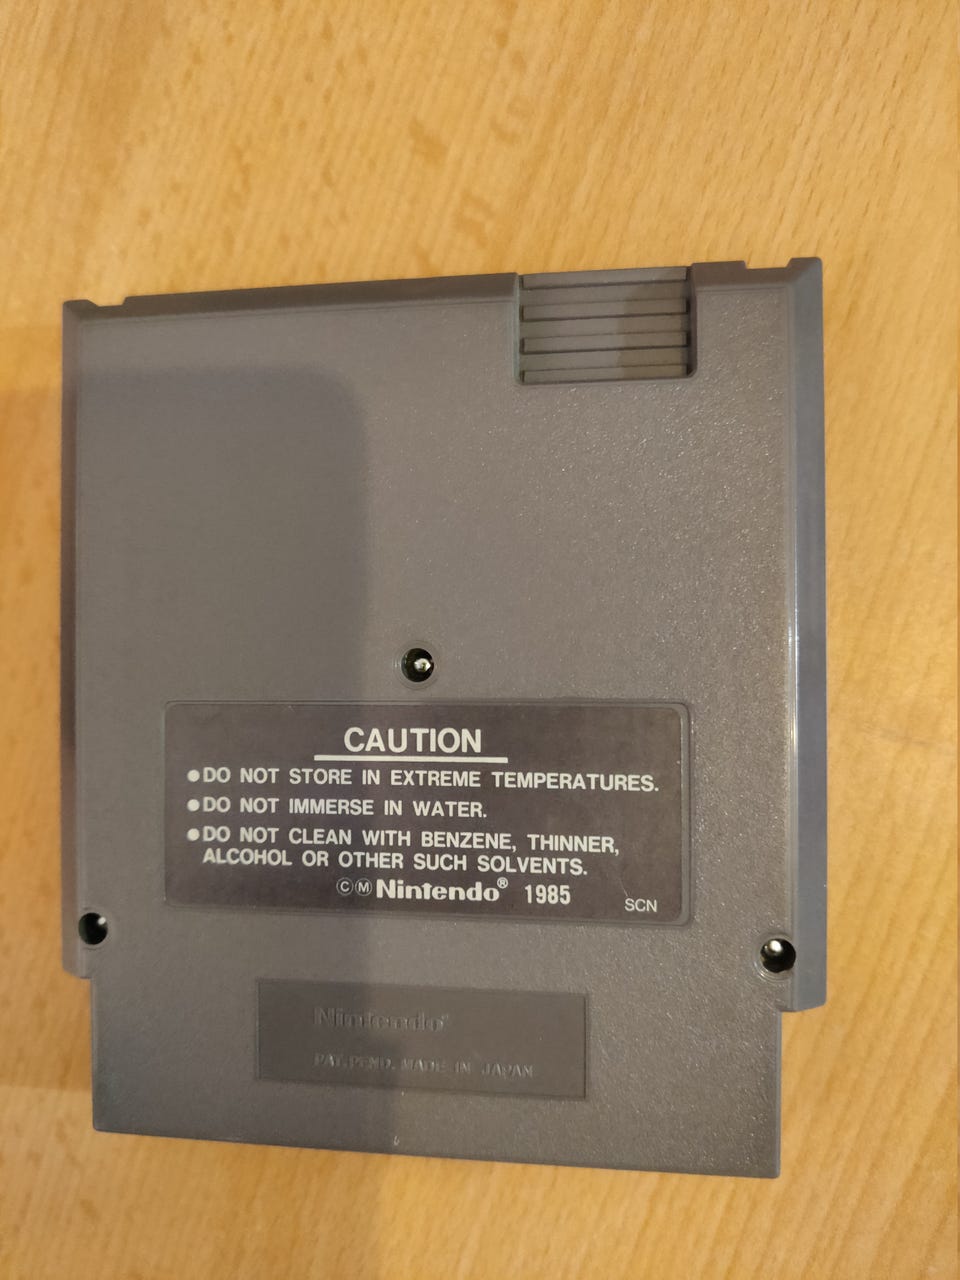 CAUTION
●DO NOT STORE IN EXTREME TEMPERATURES.
●DO NOT IMMERSE IN WATER.
●DO NOT CLEAN WITH BENZENE, THINNER,
ALCOHOL OR OTHER SUCH SOLVENTS.
ⒸⓂ Nintendo® 1985
SCN
Nintendo®
PAT.PEND. MADE IN JAPAN